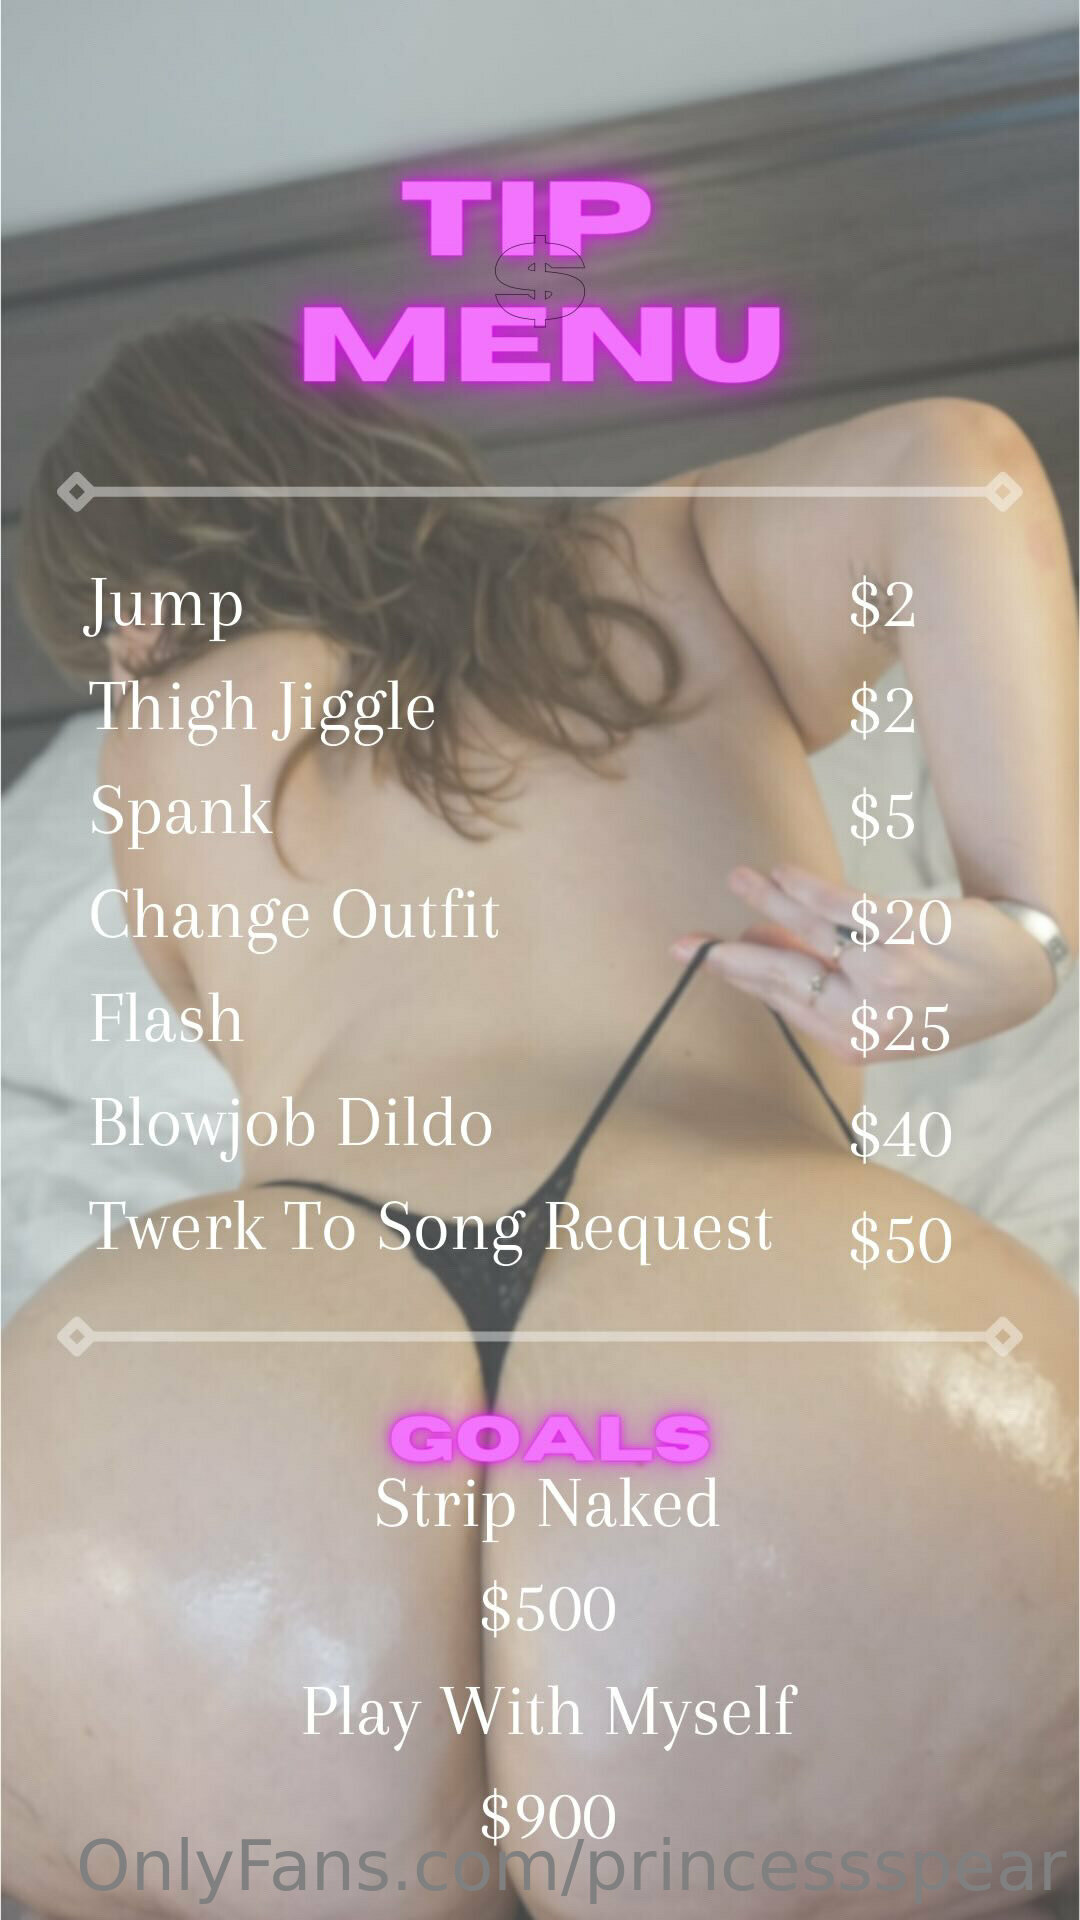 TIP
$
MENU
Jump $2
Thigh Jiggle $2
Spank $5
Change Outfit $20
Flash $25
Blowjob Dildo $40
Twerk To Song Request $50
GOALS
Strip Naked
$500
Play With Myself
$900
OnlyFans.com/princessspear